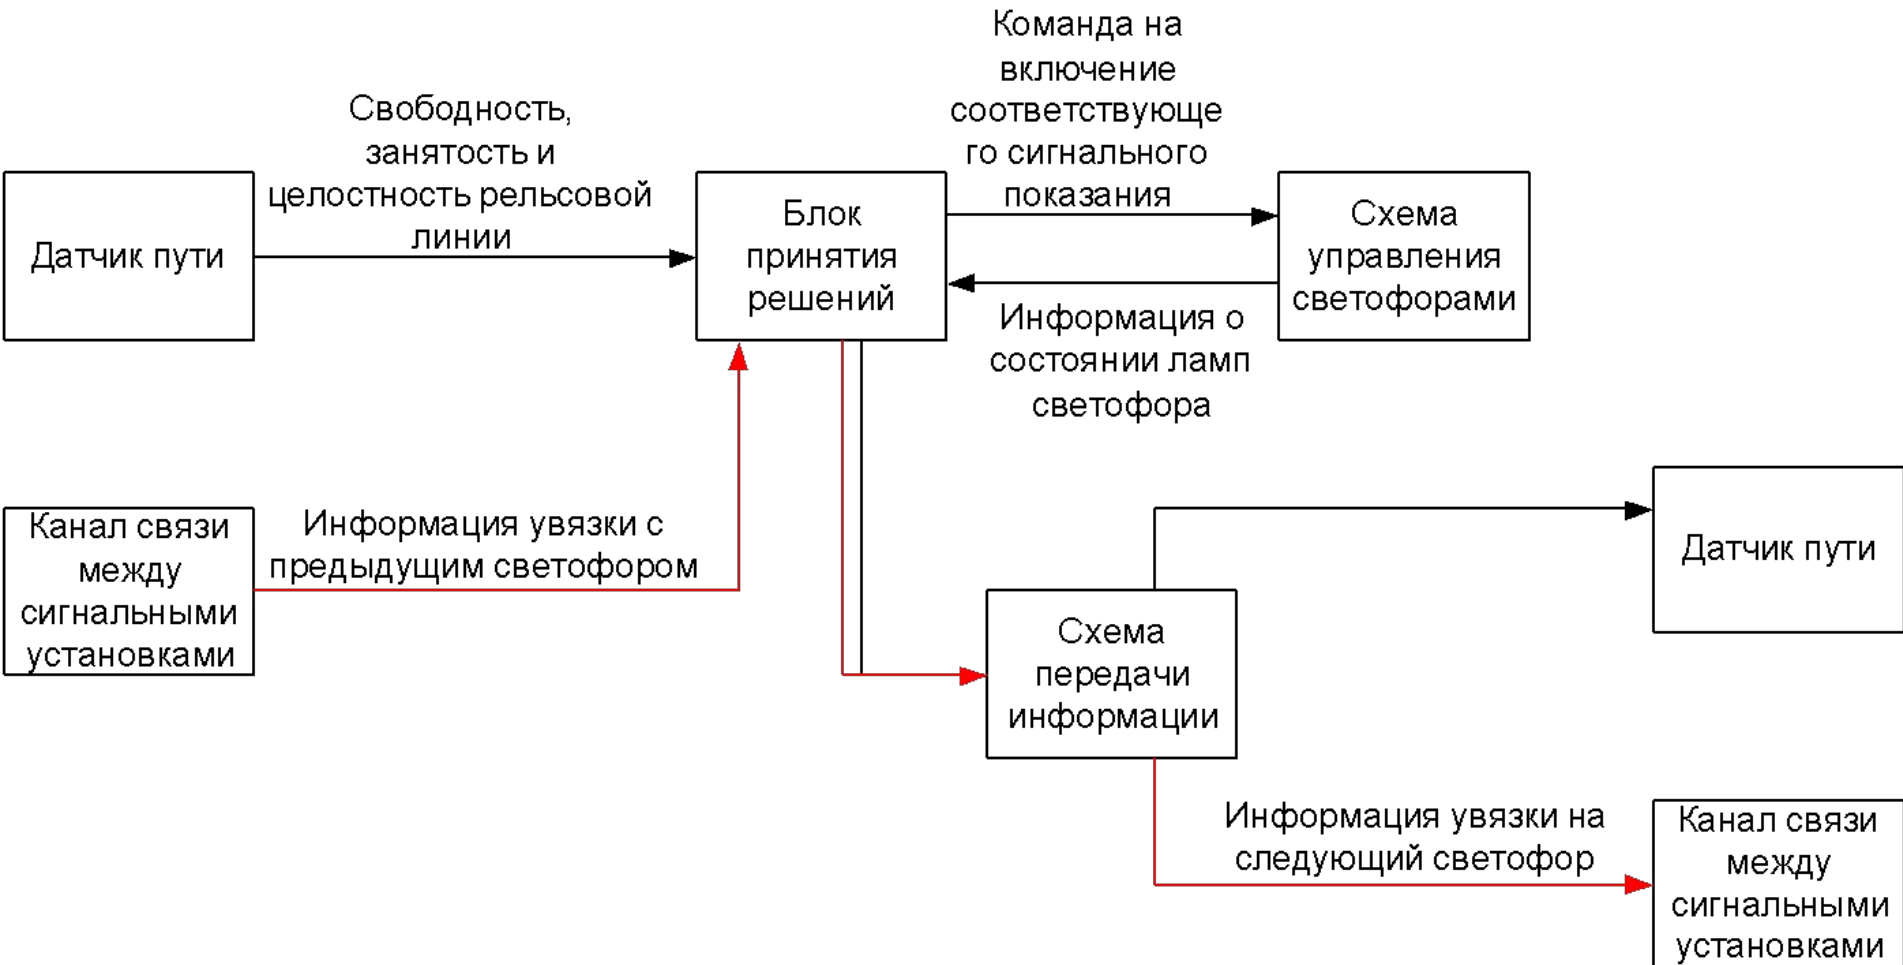 Команда на
включение
соответствующе
го сигнального
показания
Свободность,
занятость и
целостность рельсовой
линии
Датчик пути
Блок
принятия
решений
Схема
управления
светофорами
Информация о
состоянии ламп
светофора
Канал связи
между
сигнальными
установками
Информация увязки с
предыдущим светофором
Датчик пути
Схема
передачи
информации
Информация увязки на
следующий светофор
Канал связи
между
сигнальными
установками